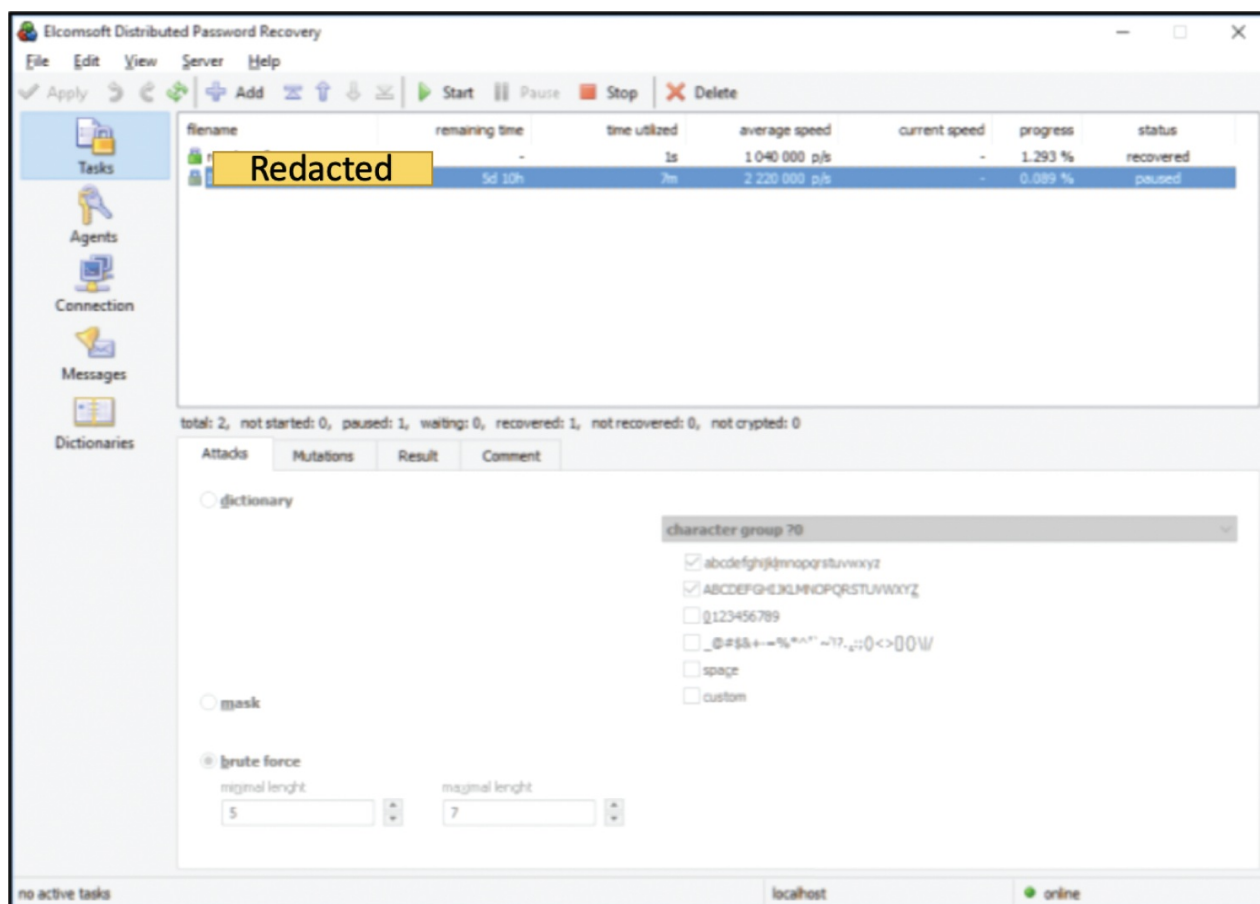 Elcomsoft Distributed Password Recovery
File Edit View Server Help
Apply Add Start Pause Stop Delete
filename remaining time time utilized average speed current speed progress status
- 1s 1 040 000 p/s - 1.293 % recovered
Redacted
5d 10h 7m 2 220 000 p/s - 0.089 % paused
Tasks
Agents
Connection
Messages
Dictionaries
total: 2, not started: 0, paused: 1, waiting: 0, recovered: 1, not recovered: 0, not crypted: 0
Attacks Mutations Result Comment
dictionary
character group ?0
abcdefghijklmnopqrstuvwxyz
ABCDEFGHIJKLMNOPQRSTUVWXYZ
0123456789
space
custom
mask
brute force
minimal lenght maximal lenght
5 7
no active tasks localhost online